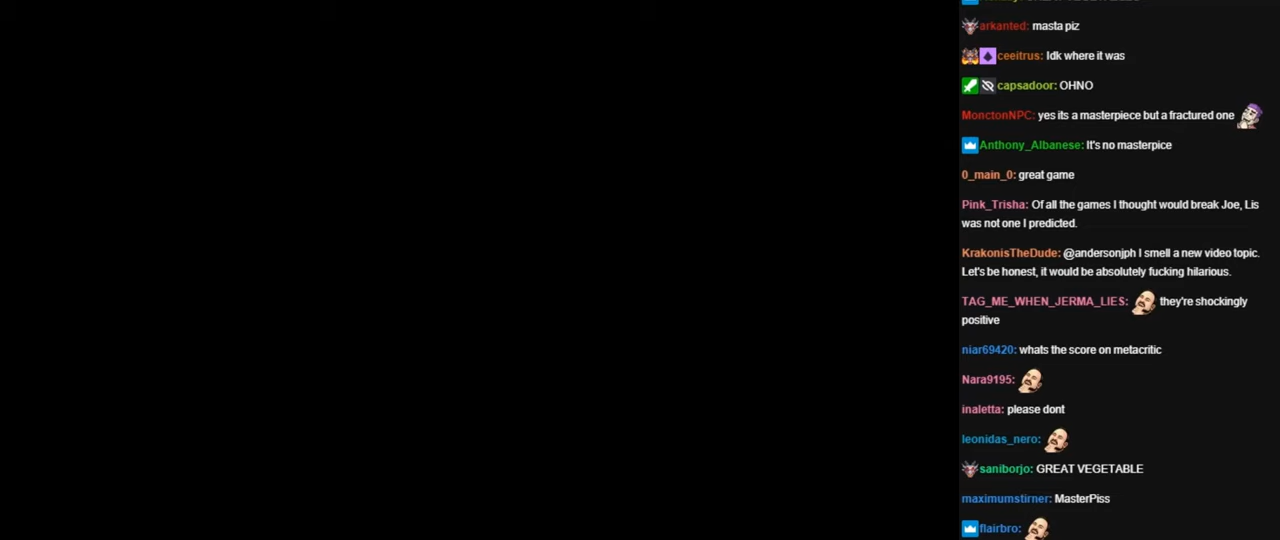 arkanted: masta piz
ceeitrus: Idk where it was
capsadoor: OHNO
MonctonNPC: yes its a masterpiece but a fractured one
Anthony_Albanese: It's no masterpice
0_main_0: great game
Pink_Trisha: Of all the games I thought would break Joe, Lis
was not one I predicted.
KrakonisTheDude: @andersonjph I smell a new video topic.
Let's be honest, it would be absolutely fucking hilarious.
TAG_ME_WHEN_JERMA_LIES: they're shockingly
positive
niar69420: whats the score on metacritic
Nara9195:
inaletta: please dont
leonidas_nero:
saniborjo: GREAT VEGETABLE
maximumstirner: MasterPiss
flairbro: